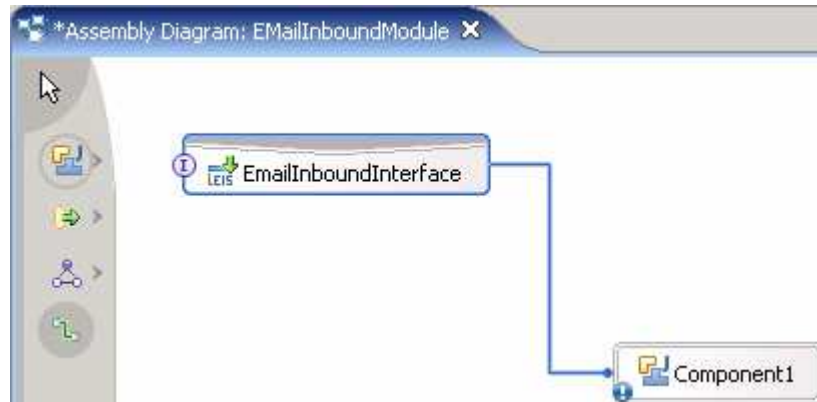 *Assembly Diagram: EMailInboundModule
I
EIS
EmailInboundInterface
Component1